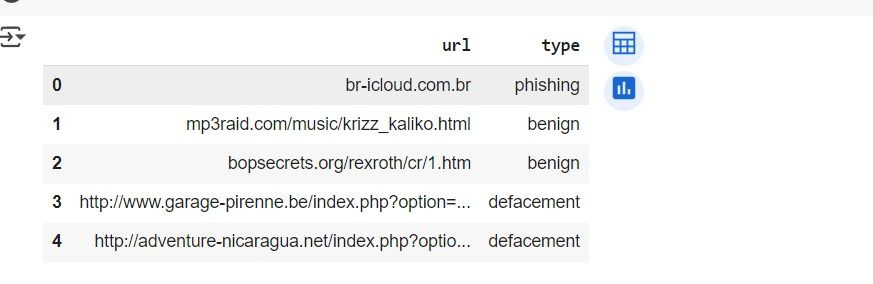 url type
0 br-icloud.com.br phishing
1 mp3raid.com/music/krizz_kaliko.html benign
2 bopsecrets.org/rexroth/cr/1.htm benign
3 http://www.garage-pirenne.be/index.php?option=... defacement
4 http://adventure-nicaragua.net/index.php?optio... defacement